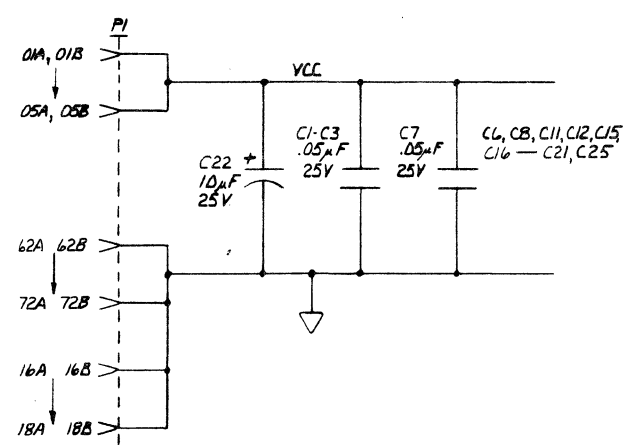 P1
01A, 01B
05A, 05B
VCC
C22
+
10µF
25V
C1-C3
.05µF
25V
C7
.05µF
25V
C6, C8, C11, C12, C15,
C16 — C21, C25
62A 62B
72A 72B
16A 16B
18A 18B